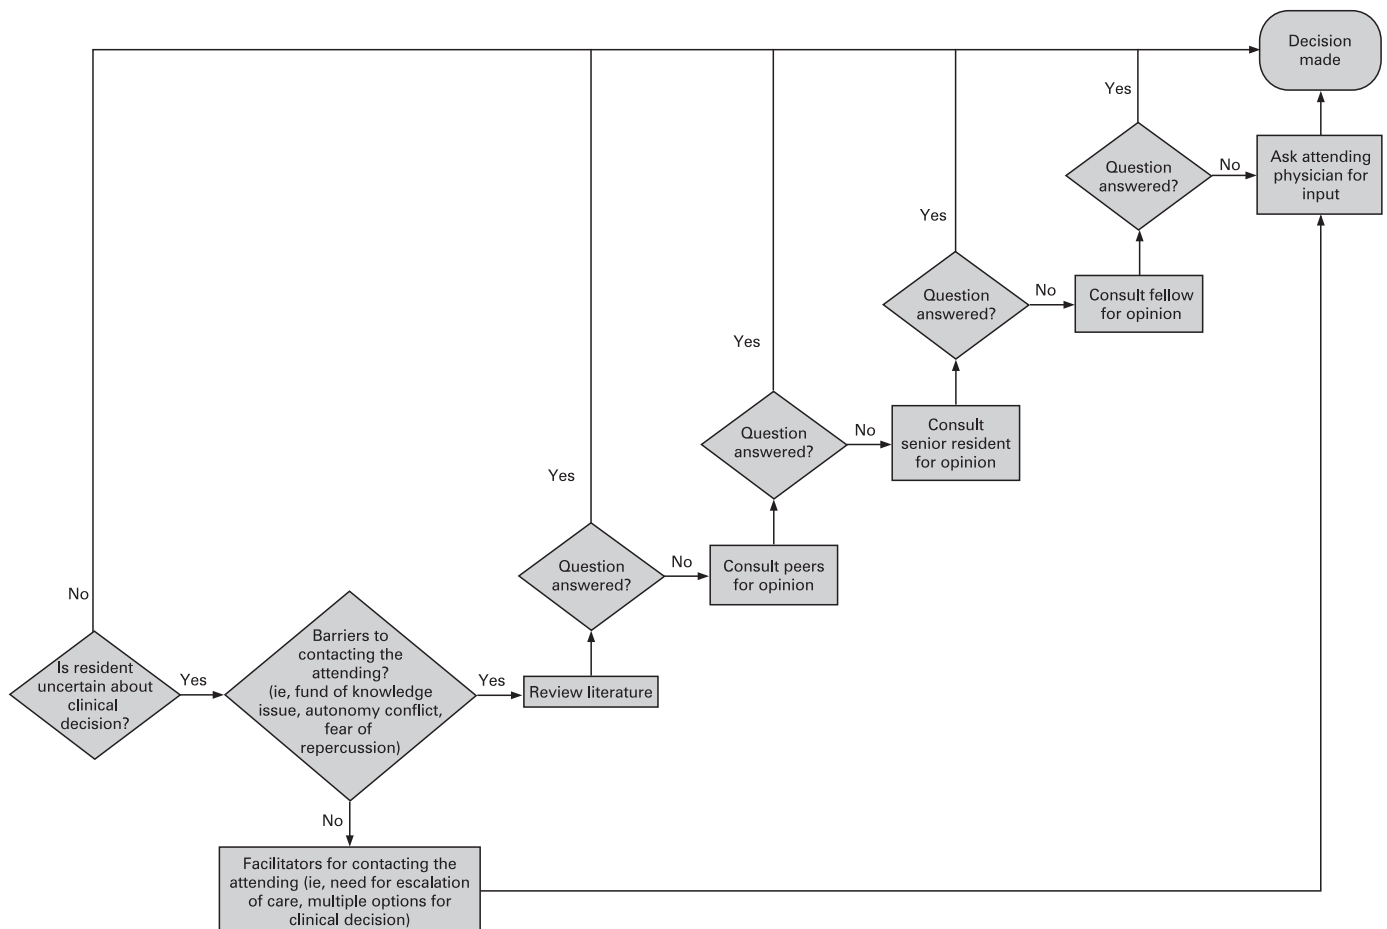 Decision
made
Yes
Question
answered?
No
Ask attending
physician for
input
Yes
Question
answered?
No
Consult fellow
for opinion
Yes
Question
answered?
No
Consult
senior resident
for opinion
Yes
Question
answered?
No
Consult peers
for opinion
No
Is resident
uncertain about
clinical
decision?
Yes
Barriers to
contacting the
attending?
(ie, fund of knowledge
issue, autonomy conflict,
fear of
repercussion)
Yes
Review literature
No
Facilitators for contacting the
attending (ie, need for escalation
of care, multiple options for
clinical decision)